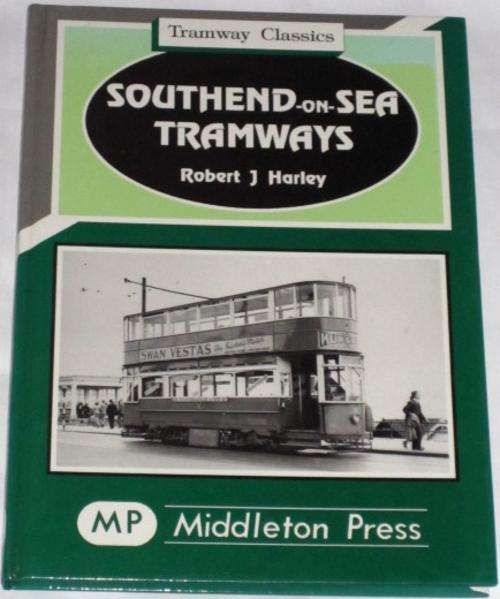 Tramway Classics
SOUTHEND-ON-SEA
TRAMWAYS
Robert J Harley
SWAN VESTAS
MP Middleton Press